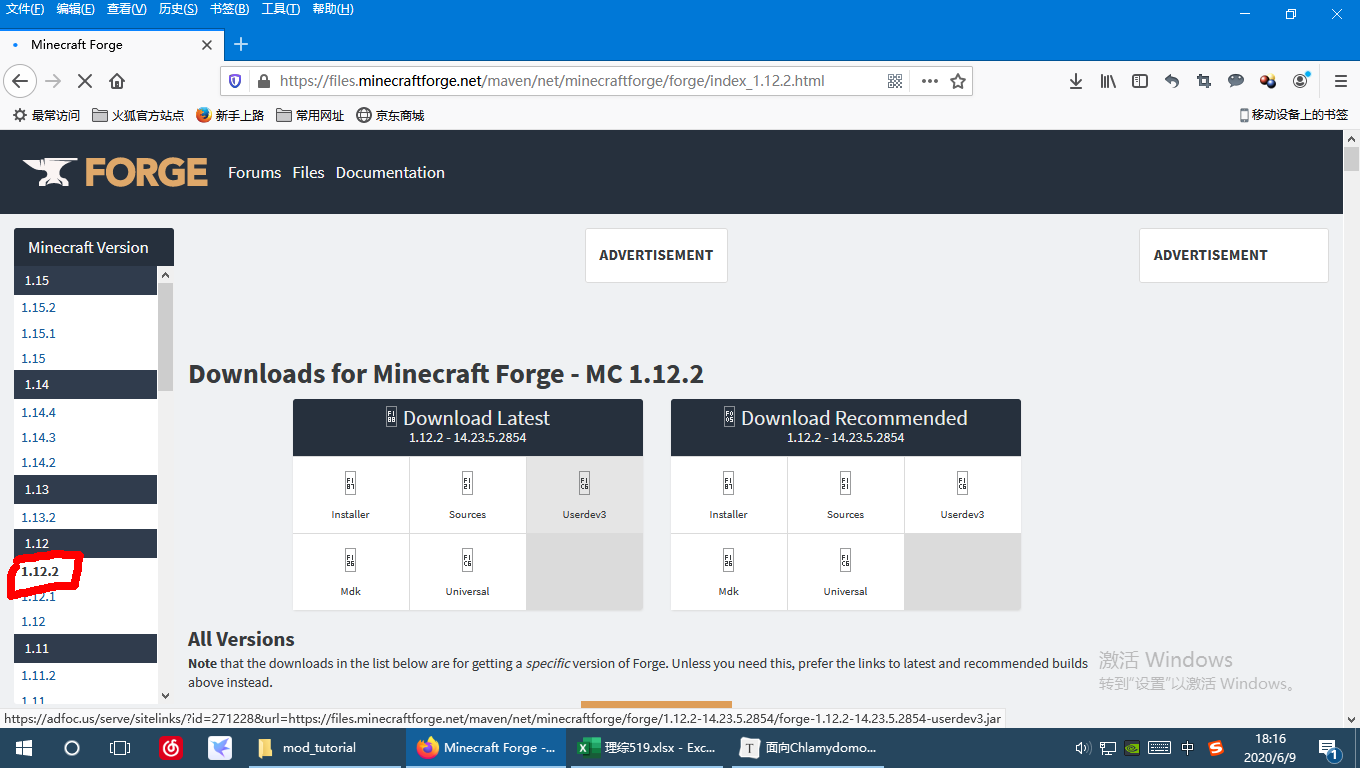 文件(F) 编辑(E) 查看(V) 历史(S) 书签(B) 工具(T) 帮助(H)
Minecraft Forge
https://files.minecraftforge.net/maven/net/minecraftforge/forge/index_1.12.2.html
最常访问 火狐官方站点 新手上路 常用网址 京东商城 移动设备上的书签
FORGE Forums Files Documentation
Minecraft Version
1.15
1.15.2
1.15.1
1.15
1.14
1.14.4
1.14.3
1.14.2
1.13
1.13.2
1.12
1.12.2
1.12.1
1.12
1.11
1.11.2
1.11
ADVERTISEMENT
ADVERTISEMENT
Downloads for Minecraft Forge - MC 1.12.2
Download Latest
1.12.2 - 14.23.5.2854
Installer Sources Userdev3
Mdk Universal
Download Recommended
1.12.2 - 14.23.5.2854
Installer Sources Userdev3
Mdk Universal
All Versions
Note that the downloads in the list below are for getting a specific version of Forge. Unless you need this, prefer the links to latest and recommended builds
above instead.
激活 Windows
转到“设置”以激活 Windows。
https://adfoc.us/serve/sitelinks/?id=271228&url=https://files.minecraftforge.net/maven/net/minecraftforge/forge/1.12.2-14.23.5.2854/forge-1.12.2-14.23.5.2854-userdev3.jar
mod_tutorial Minecraft Forge -... 理综519.xlsx - Exc... 面向Chlamydomo... 中
18:16
2020/6/9
1